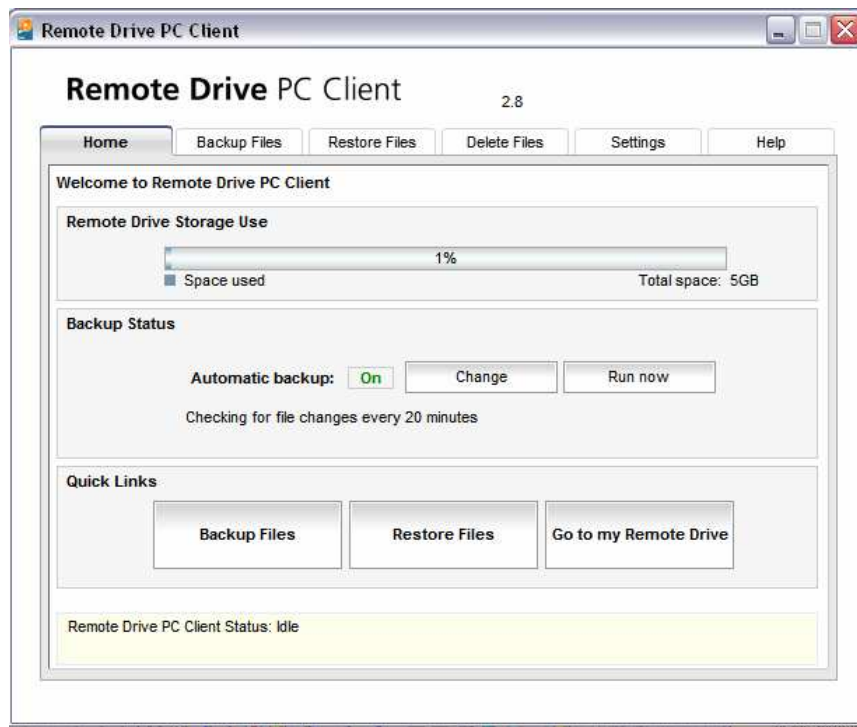 Remote Drive PC Client
Remote Drive PC Client 2.8
Home Backup Files Restore Files Delete Files Settings Help
Welcome to Remote Drive PC Client
Remote Drive Storage Use
1%
Space used Total space: 5GB
Backup Status
Automatic backup: On Change Run now
Checking for file changes every 20 minutes
Quick Links
Backup Files Restore Files Go to my Remote Drive
Remote Drive PC Client Status: Idle